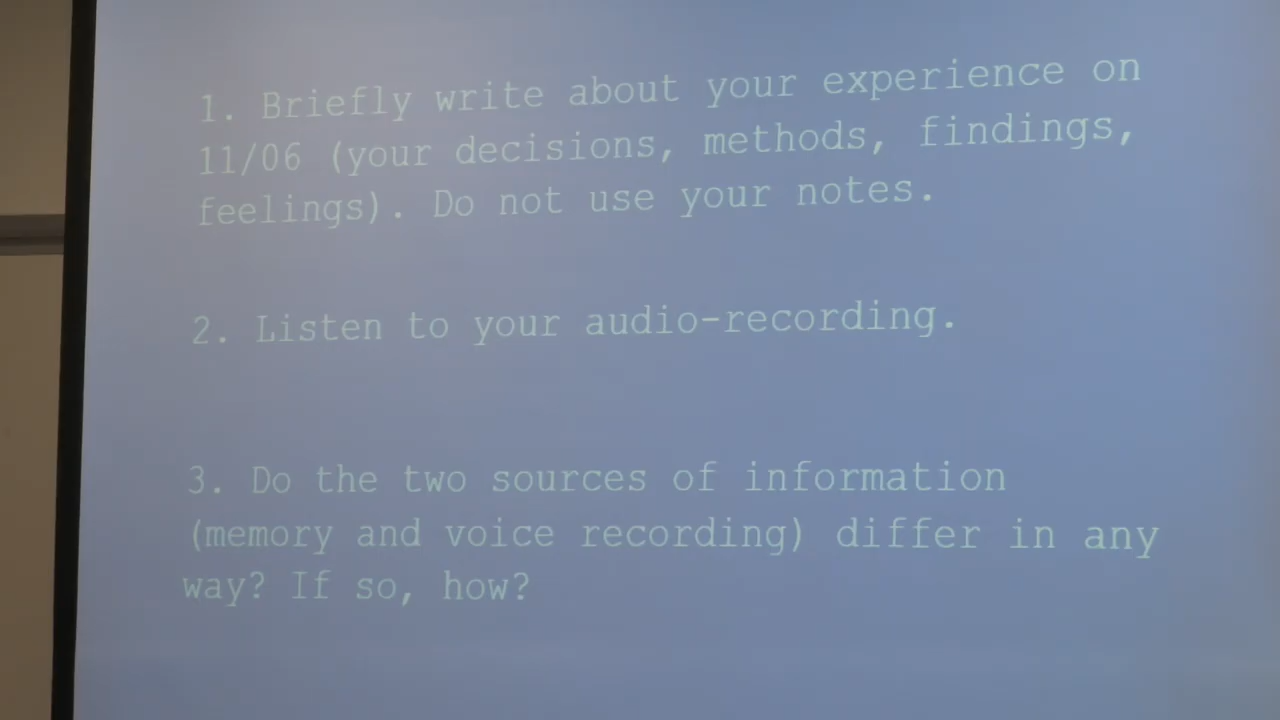 1. Briefly write about your experience on
11/06 (your decisions, methods, findings,
feelings). Do not use your notes.
2. Listen to your audio-recording.
3. Do the two sources of information
(memory and voice recording) differ in any
way? If so, how?